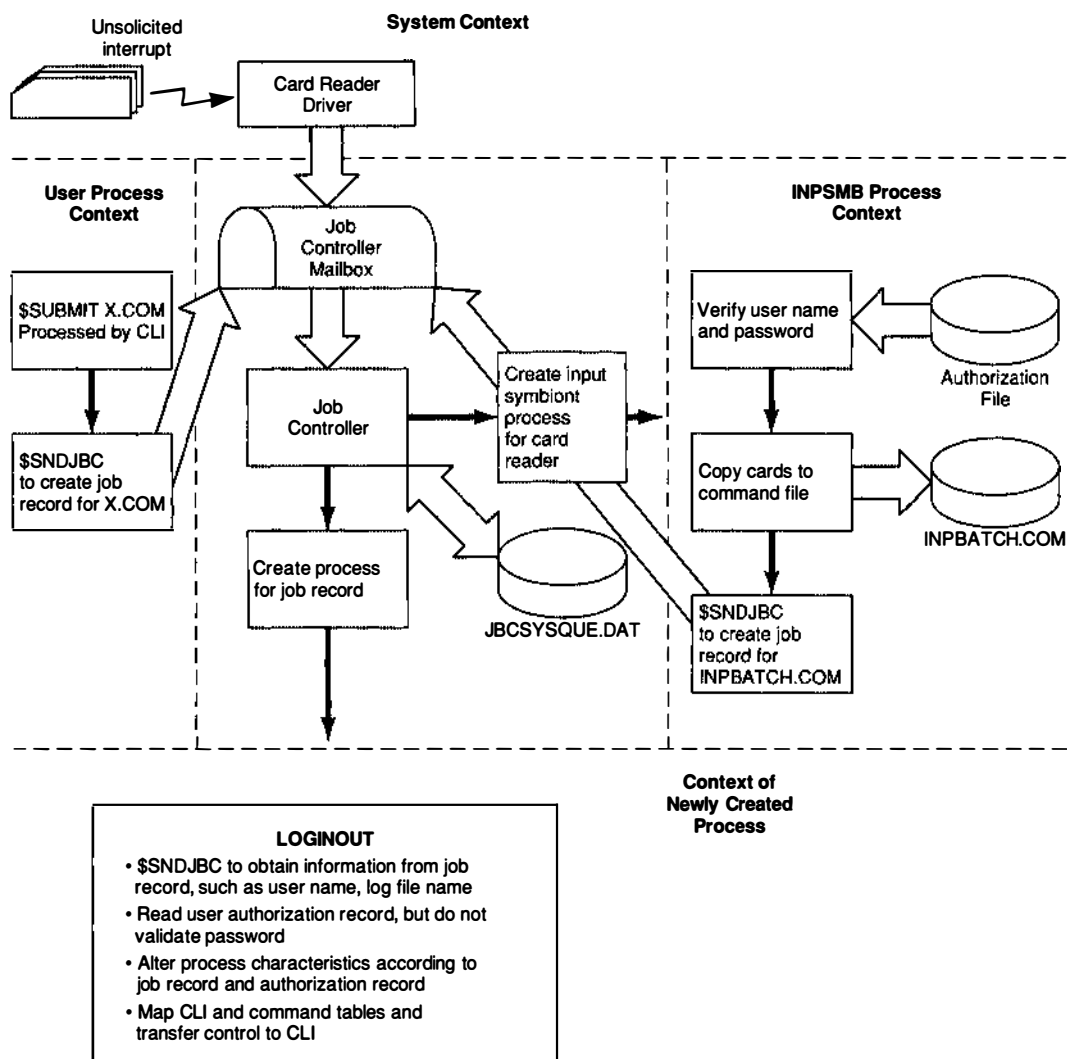 System Context
Unsolicited
interrupt
Card Reader
Driver
User Process
Context
INPSMB Process
Context
Job
Controller
Mailbox
$SUBMIT X.COM
Processed by CLI
Verify user name
and password
Authorization
File
Create input
symbiont
process
for card
reader
Job
Controller
$SNDJBC
to create job
record for X.COM
Copy cards to
command file
INPBATCH.COM
Create process
for job record
JBCSYSQUE.DAT
$SNDJBC
to create job
record for
INPBATCH.COM
Context of
Newly Created
Process
LOGINOUT
• $SNDJBC to obtain information from job
record, such as user name, log file name
• Read user authorization record, but do not
validate password
• Alter process characteristics according to
job record and authorization record
• Map CLI and command tables and
transfer control to CLI